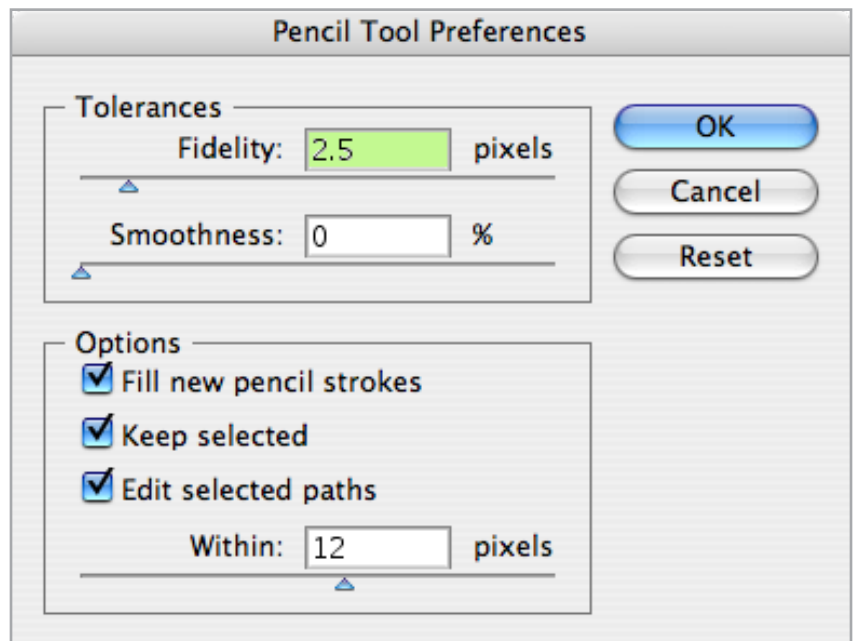 Pencil Tool Preferences
Tolerances
Fidelity: 2.5 pixels
Smoothness: 0 %
OK
Cancel
Reset
Options
Fill new pencil strokes
Keep selected
Edit selected paths
Within: 12 pixels